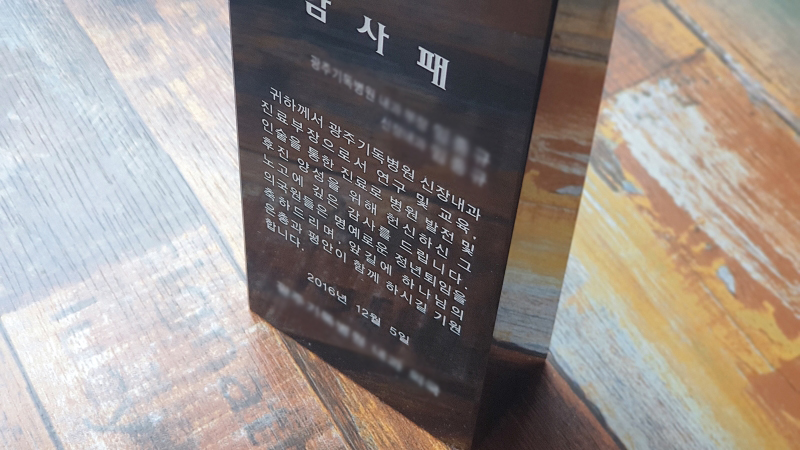 감사패
귀하께서 광주기독병원 신장내과
진료부장으로서 연구 및 교육,
인술을 통한 진료로 병원 발전 및
후진 양성을 위해 헌신하신 그
노고에 깊은 감사를 드립니다.
의국원들은 명예로운 정년퇴임을
축하드리며, 앞길에 하나님의
은총과 평안이 함께 하시길 기원
합니다.
2016년 12월 5일